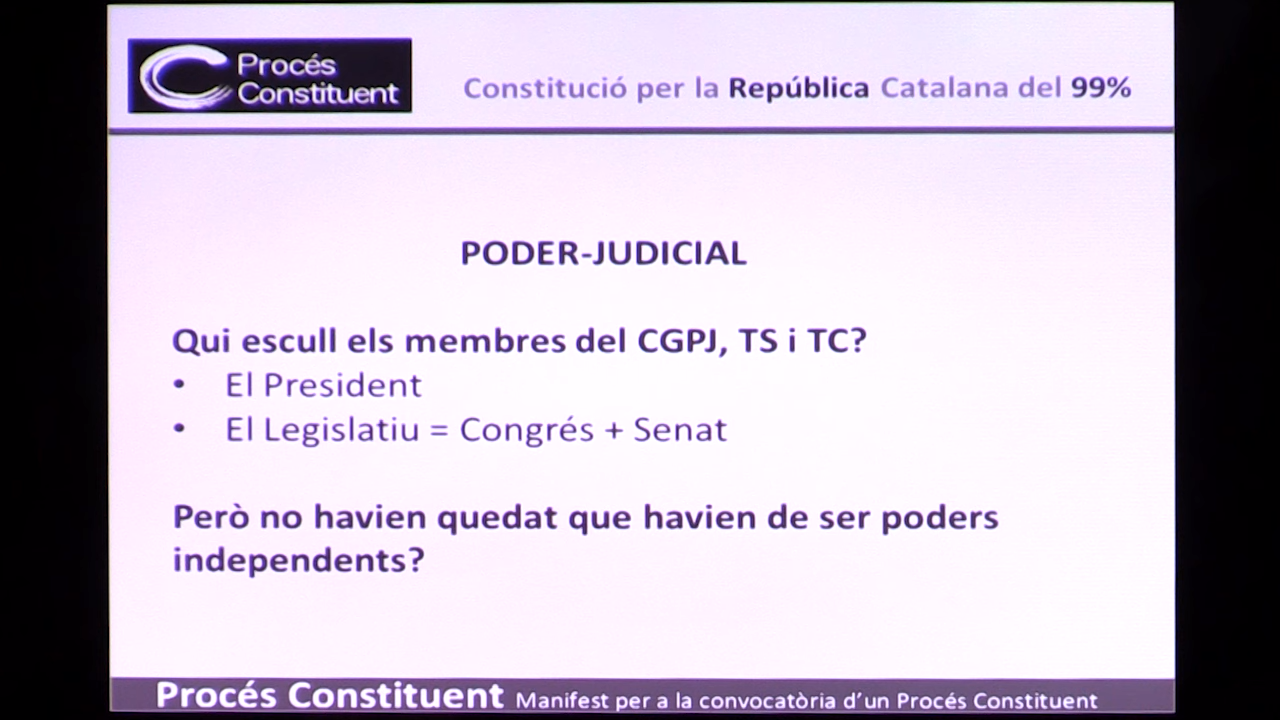 Procés
Constituent
Constitució per la República Catalana del 99%
PODER-JUDICIAL
Qui escull els membres del CGPJ, TS i TC?
• El President
• El Legislatiu = Congrés + Senat
Però no havien quedat que havien de ser poders
independents?
Procés Constituent Manifest per a la convocatòria d'un Procés Constituent